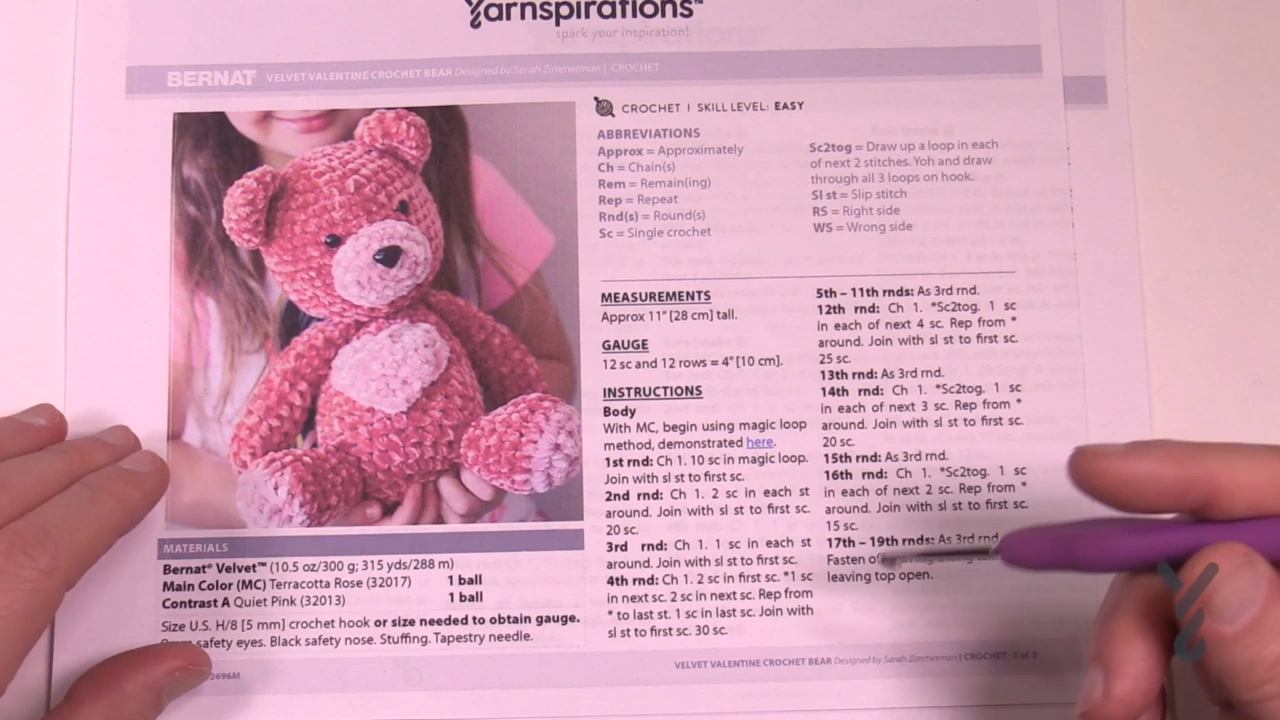 Yarnspirations™
spark your inspiration!
BERNAT VELVET VALENTINE CROCHET BEAR Designed by Sarah Zimmerman | CROCHET
CROCHET I SKILL LEVEL: EASY
ABBREVIATIONS
Approx = Approximately
Ch = Chain(s)
Rem = Remain(ing)
Rep = Repeat
Rnd(s) = Round(s)
Sc = Single crochet
Sc2tog = Draw up a loop in each
of next 2 stitches. Yoh and draw
through all 3 loops on hook.
Sl st = Slip stitch
RS = Right side
WS = Wrong side
MATERIALS
Bernat® Velvet™ (10.5 oz/300 g; 315 yds/288 m)
Main Color (MC) Terracotta Rose (32017) 1 ball
Contrast A Quiet Pink (32013) 1 ball
Size U.S. H/8 [5 mm] crochet hook or size needed to obtain gauge.
safety eyes. Black safety nose. Stuffing. Tapestry needle.
MEASUREMENTS
Approx 11" [28 cm] tall.
GAUGE
12 sc and 12 rows = 4" [10 cm].
INSTRUCTIONS
Body
With MC, begin using magic loop
method, demonstrated here.
1st rnd: Ch 1. 10 sc in magic loop.
Join with sl st to first sc.
2nd rnd: Ch 1. 2 sc in each st
around. Join with sl st to first sc.
20 sc.
3rd rnd: Ch 1. 1 sc in each st
around. Join with sl st to first sc.
4th rnd: Ch 1. 2 sc in first sc. *1 sc
in next sc. 2 sc in next sc. Rep from
* to last st. 1 sc in last sc. Join with
sl st to first sc. 30 sc.
5th – 11th rnds: As 3rd rnd.
12th rnd: Ch 1. *Sc2tog. 1 sc
in each of next 4 sc. Rep from *
around. Join with sl st to first sc.
25 sc.
13th rnd: As 3rd rnd.
14th rnd: Ch 1. *Sc2tog. 1 sc
in each of next 3 sc. Rep from *
around. Join with sl st to first sc.
20 sc.
15th rnd: As 3rd rnd.
16th rnd: Ch 1. *Sc2tog. 1 sc
in each of next 2 sc. Rep from *
around. Join with sl st to first sc.
15 sc.
17th – 19th rnds: As 3rd rnd
Fasten
leaving top open.
2696M
VELVET VALENTINE CROCHET BEAR Designed by Sarah Zimmerman | CROCHET of 3